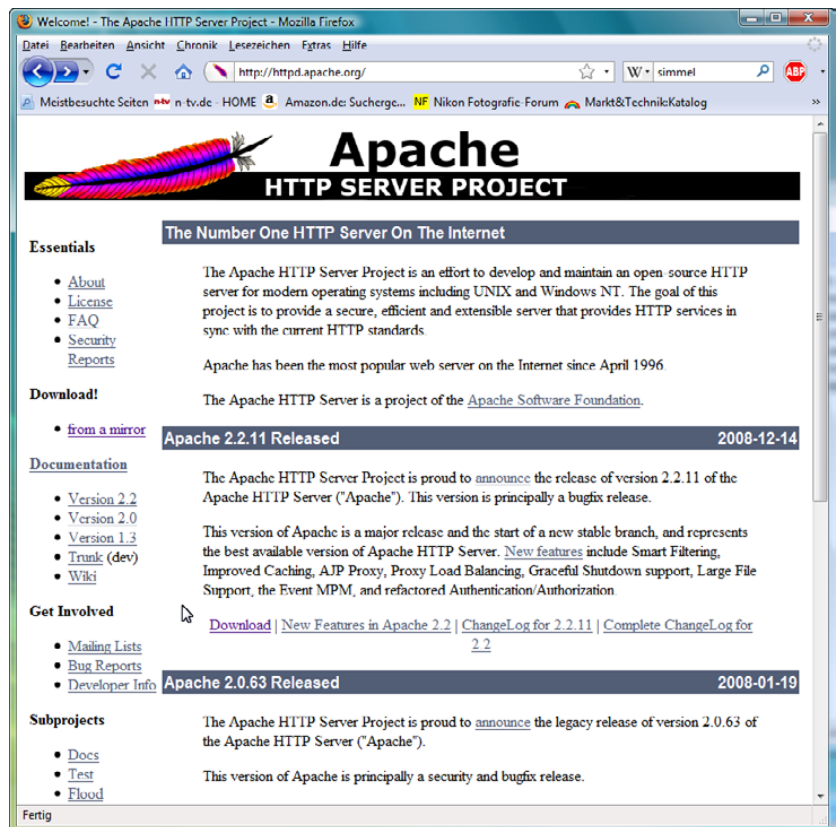 Welcome! - The Apache HTTP Server Project - Mozilla Firefox
Datei Bearbeiten Ansicht Chronik Lesezeichen Extras Hilfe
http://httpd.apache.org/
W simmel
ABP
Meistbesuchte Seiten ntv n-tv.de - HOME a Amazon.de: Sucherge... NF Nikon Fotografie-Forum Markt&Technik:Katalog »
Apache
HTTP SERVER PROJECT
Essentials
About
License
FAQ
Security
Reports
Download!
from a mirror
Documentation
Version 2.2
Version 2.0
Version 1.3
Trunk (dev)
Wiki
Get Involved
Mailing Lists
Bug Reports
Developer Info
Subprojects
Docs
Test
Flood
The Number One HTTP Server On The Internet
The Apache HTTP Server Project is an effort to develop and maintain an open-source HTTP
server for modern operating systems including UNIX and Windows NT. The goal of this
project is to provide a secure, efficient and extensible server that provides HTTP services in
sync with the current HTTP standards.
Apache has been the most popular web server on the Internet since April 1996.
The Apache HTTP Server is a project of the Apache Software Foundation.
Apache 2.2.11 Released 2008-12-14
The Apache HTTP Server Project is proud to announce the release of version 2.2.11 of the
Apache HTTP Server ("Apache"). This version is principally a bugfix release.
This version of Apache is a major release and the start of a new stable branch, and represents
the best available version of Apache HTTP Server. New features include Smart Filtering,
Improved Caching, AJP Proxy, Proxy Load Balancing, Graceful Shutdown support, Large File
Support, the Event MPM, and refactored Authentication/Authorization.
Download | New Features in Apache 2.2 | ChangeLog for 2.2.11 | Complete ChangeLog for
2.2
Apache 2.0.63 Released 2008-01-19
The Apache HTTP Server Project is proud to announce the legacy release of version 2.0.63 of
the Apache HTTP Server ("Apache").
This version of Apache is principally a security and bugfix release.
Fertig